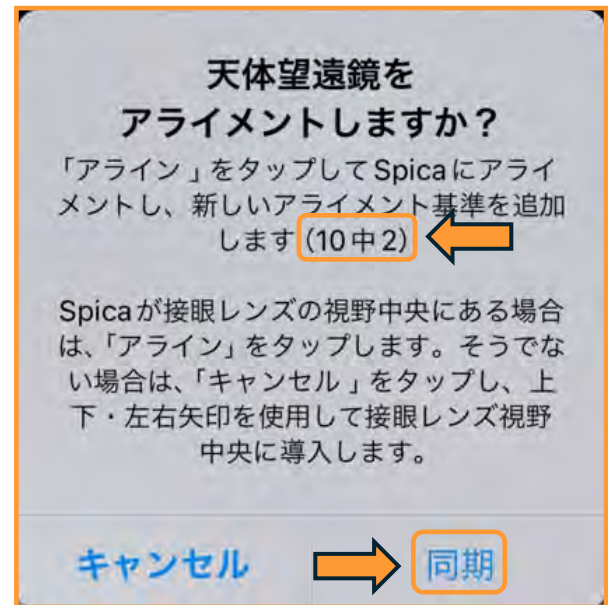 天体望遠鏡を
アライメントしますか？
「アライン」をタップしてSpicaにアライ
メントし、新しいアライメント基準を追加
します（10中2）
Spicaが接眼レンズの視野中央にある場合
は、「アライン」をタップします。そうでな
い場合は、「キャンセル」をタップし、上
下・左右矢印を使用して接眼レンズ視野
中央に導入します。
キャンセル
同期